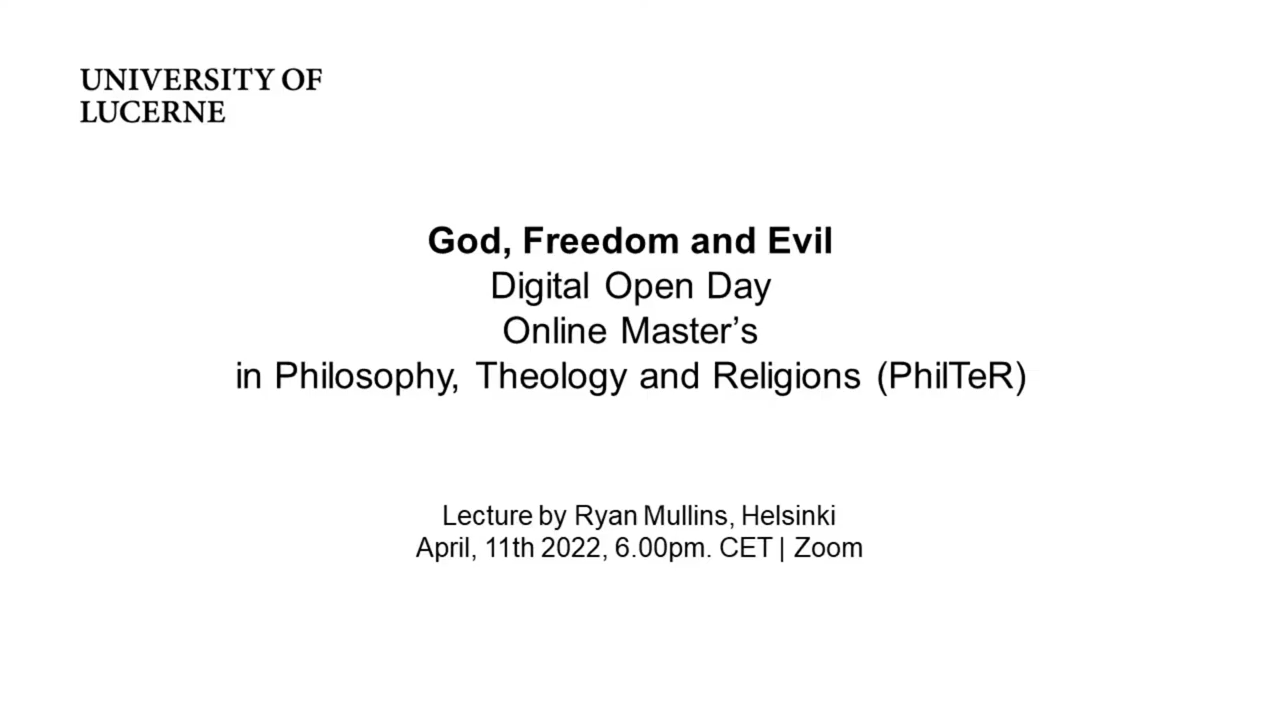 UNIVERSITY OF
LUCERNE
God, Freedom and Evil
Digital Open Day
Online Master’s
in Philosophy, Theology and Religions (PhilTeR)
Lecture by Ryan Mullins, Helsinki
April, 11th 2022, 6.00pm. CET | Zoom